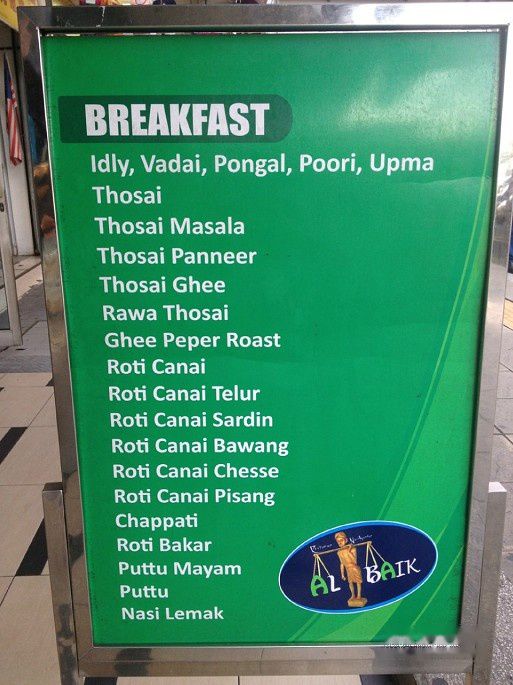 BREAKFAST
Idly, Vadai, Pongal, Poori, Upma
Thosai
Thosai Masala
Thosai Panneer
Thosai Ghee
Rawa Thosai
Ghee Peper Roast
Roti Canai
Roti Canai Telur
Roti Canai Sardin
Roti Canai Bawang
Roti Canai Chesse
Roti Canai Pisang
Chappati
Roti Bakar
Puttu Mayam
Puttu
Nasi Lemak
AL BAIK